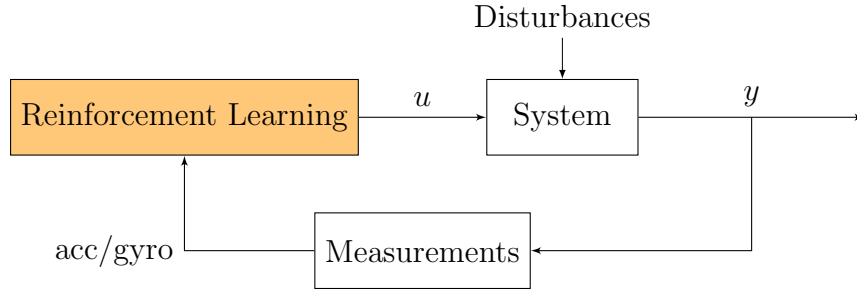 Disturbances
Reinforcement Learning
u
System
y
acc/gyro
Measurements